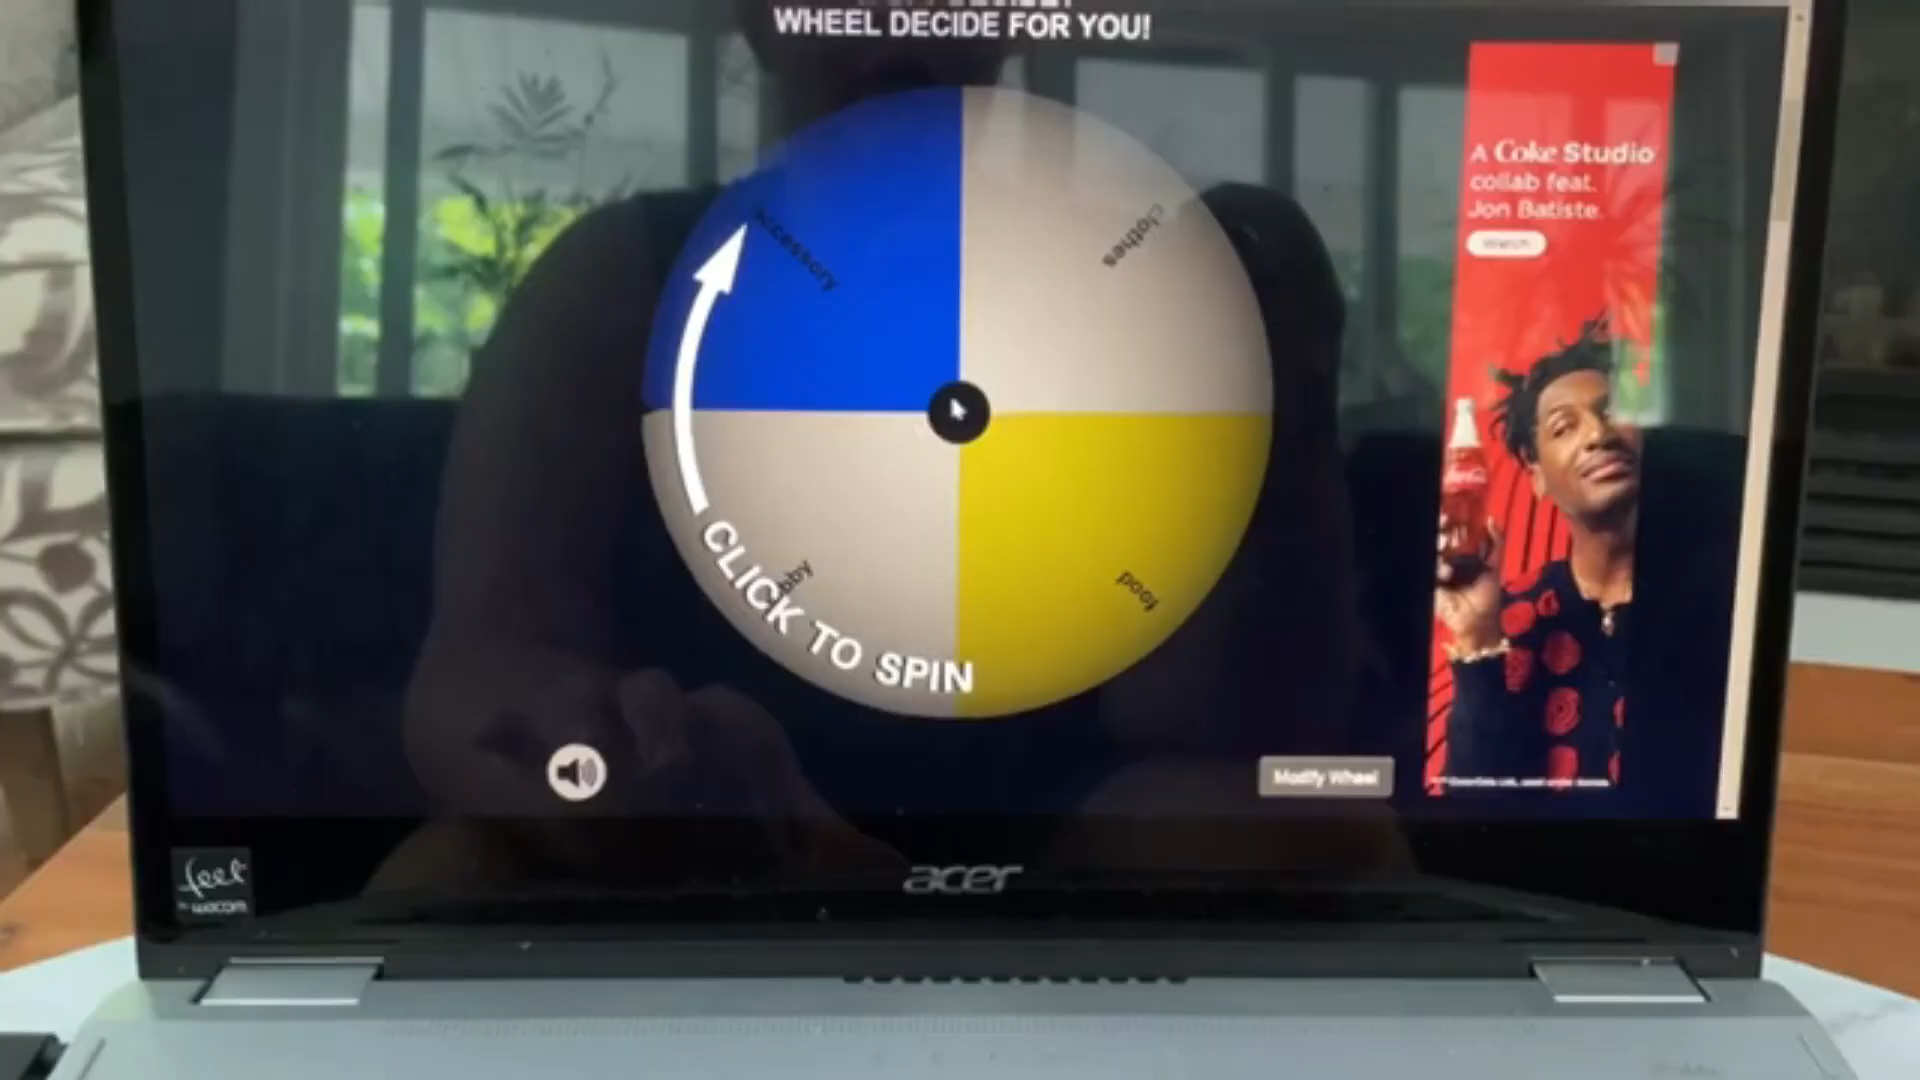 WHEEL DECIDE FOR YOU!
accessory
clothes
food
CLICK TO SPIN
Modify Wheel
A Coke Studio
collab feat.
Jon Batiste.
Watch
feel
wacom
acer